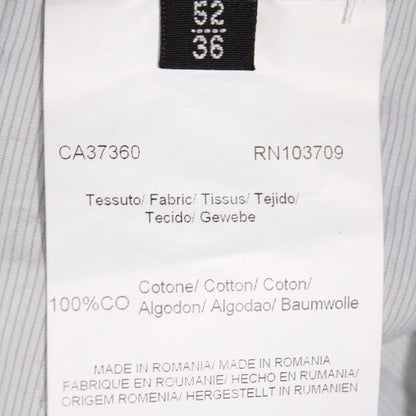 52
36
CA37360 RN103709
Tessuto/ Fabric/ Tissus/ Tejido/
Tecido/ Gewebe
Cotone/ Cotton/ Coton/
100%CO Algodon/ Algodao/ Baumwolle
MADE IN ROMANIA/ MADE IN ROMANIA/
FABRIQUE EN ROUMANIE/ HECHO EN RUMANIA/
ORIGEM ROMENIA/ HERGESTELLT IN RUMANIEN